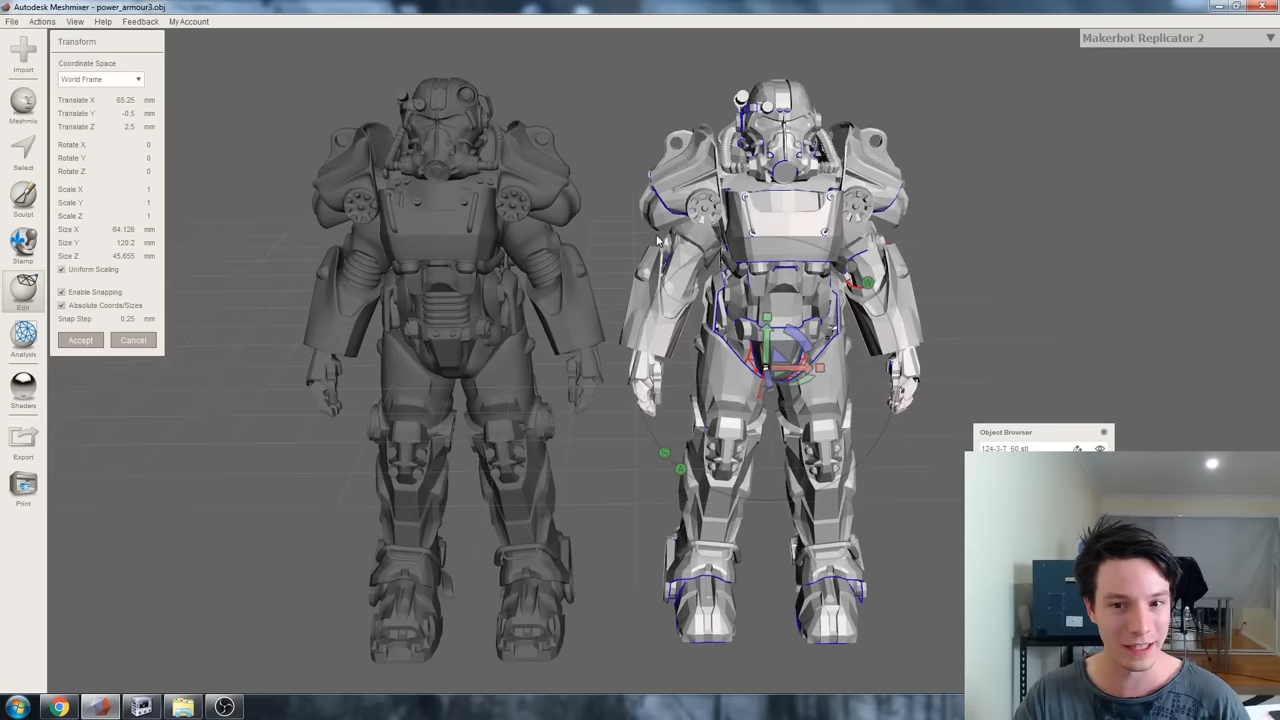 Autodesk Meshmixer - power_armour3.obj
File Actions View Help Feedback My Account
Makerbot Replicator 2
Import
Meshmix
Select
Sculpt
Stamp
Edit
Analysis
Shaders
Export
Print
Transform
Coordinate Space
World Frame
Translate X 65.25 mm
Translate Y -0.5 mm
Translate Z 2.5 mm
Rotate X 0
Rotate Y 0
Rotate Z 0
Scale X 1
Scale Y 1
Scale Z 1
Size X 64.126 mm
Size Y 120.2 mm
Size Z 45.655 mm
Uniform Scaling
Enable Snapping
Absolute Coords/Sizes
Snap Step 0.25 mm
Accept Cancel
W
S
A
Object Browser
124-3-T_60.stl